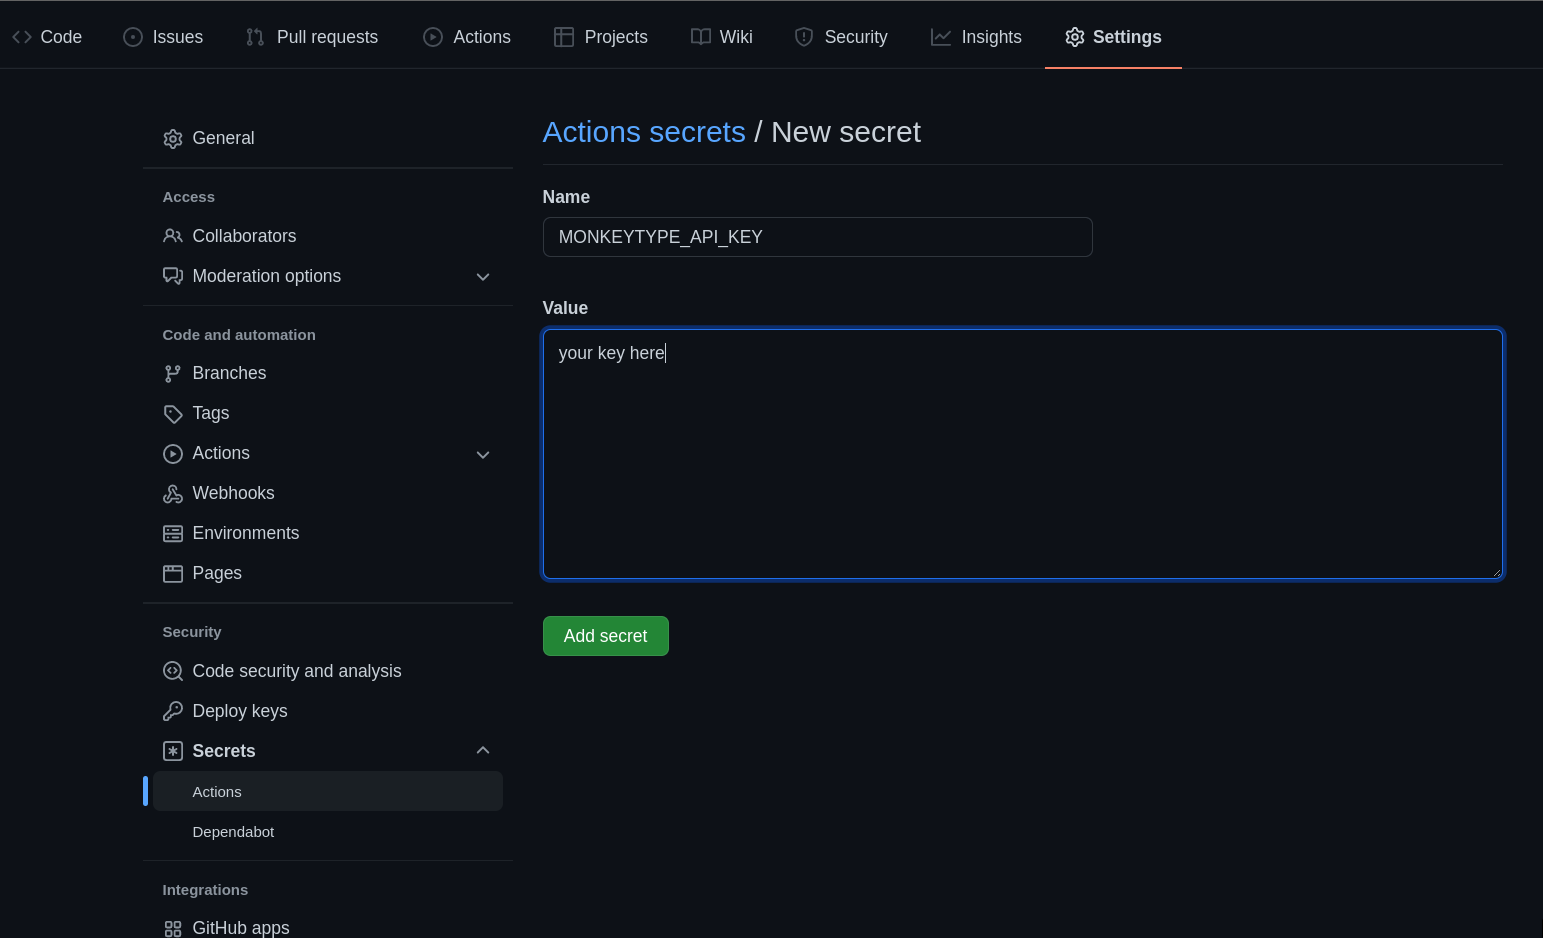 Code Issues Pull requests Actions Projects Wiki Security Insights Settings
General
Access
Collaborators
Moderation options
Code and automation
Branches
Tags
Actions
Webhooks
Environments
Pages
Security
Code security and analysis
Deploy keys
Secrets
Actions
Dependabot
Integrations
GitHub apps
Actions secrets / New secret
Name
MONKEYTYPE_API_KEY
Value
your key here
Add secret